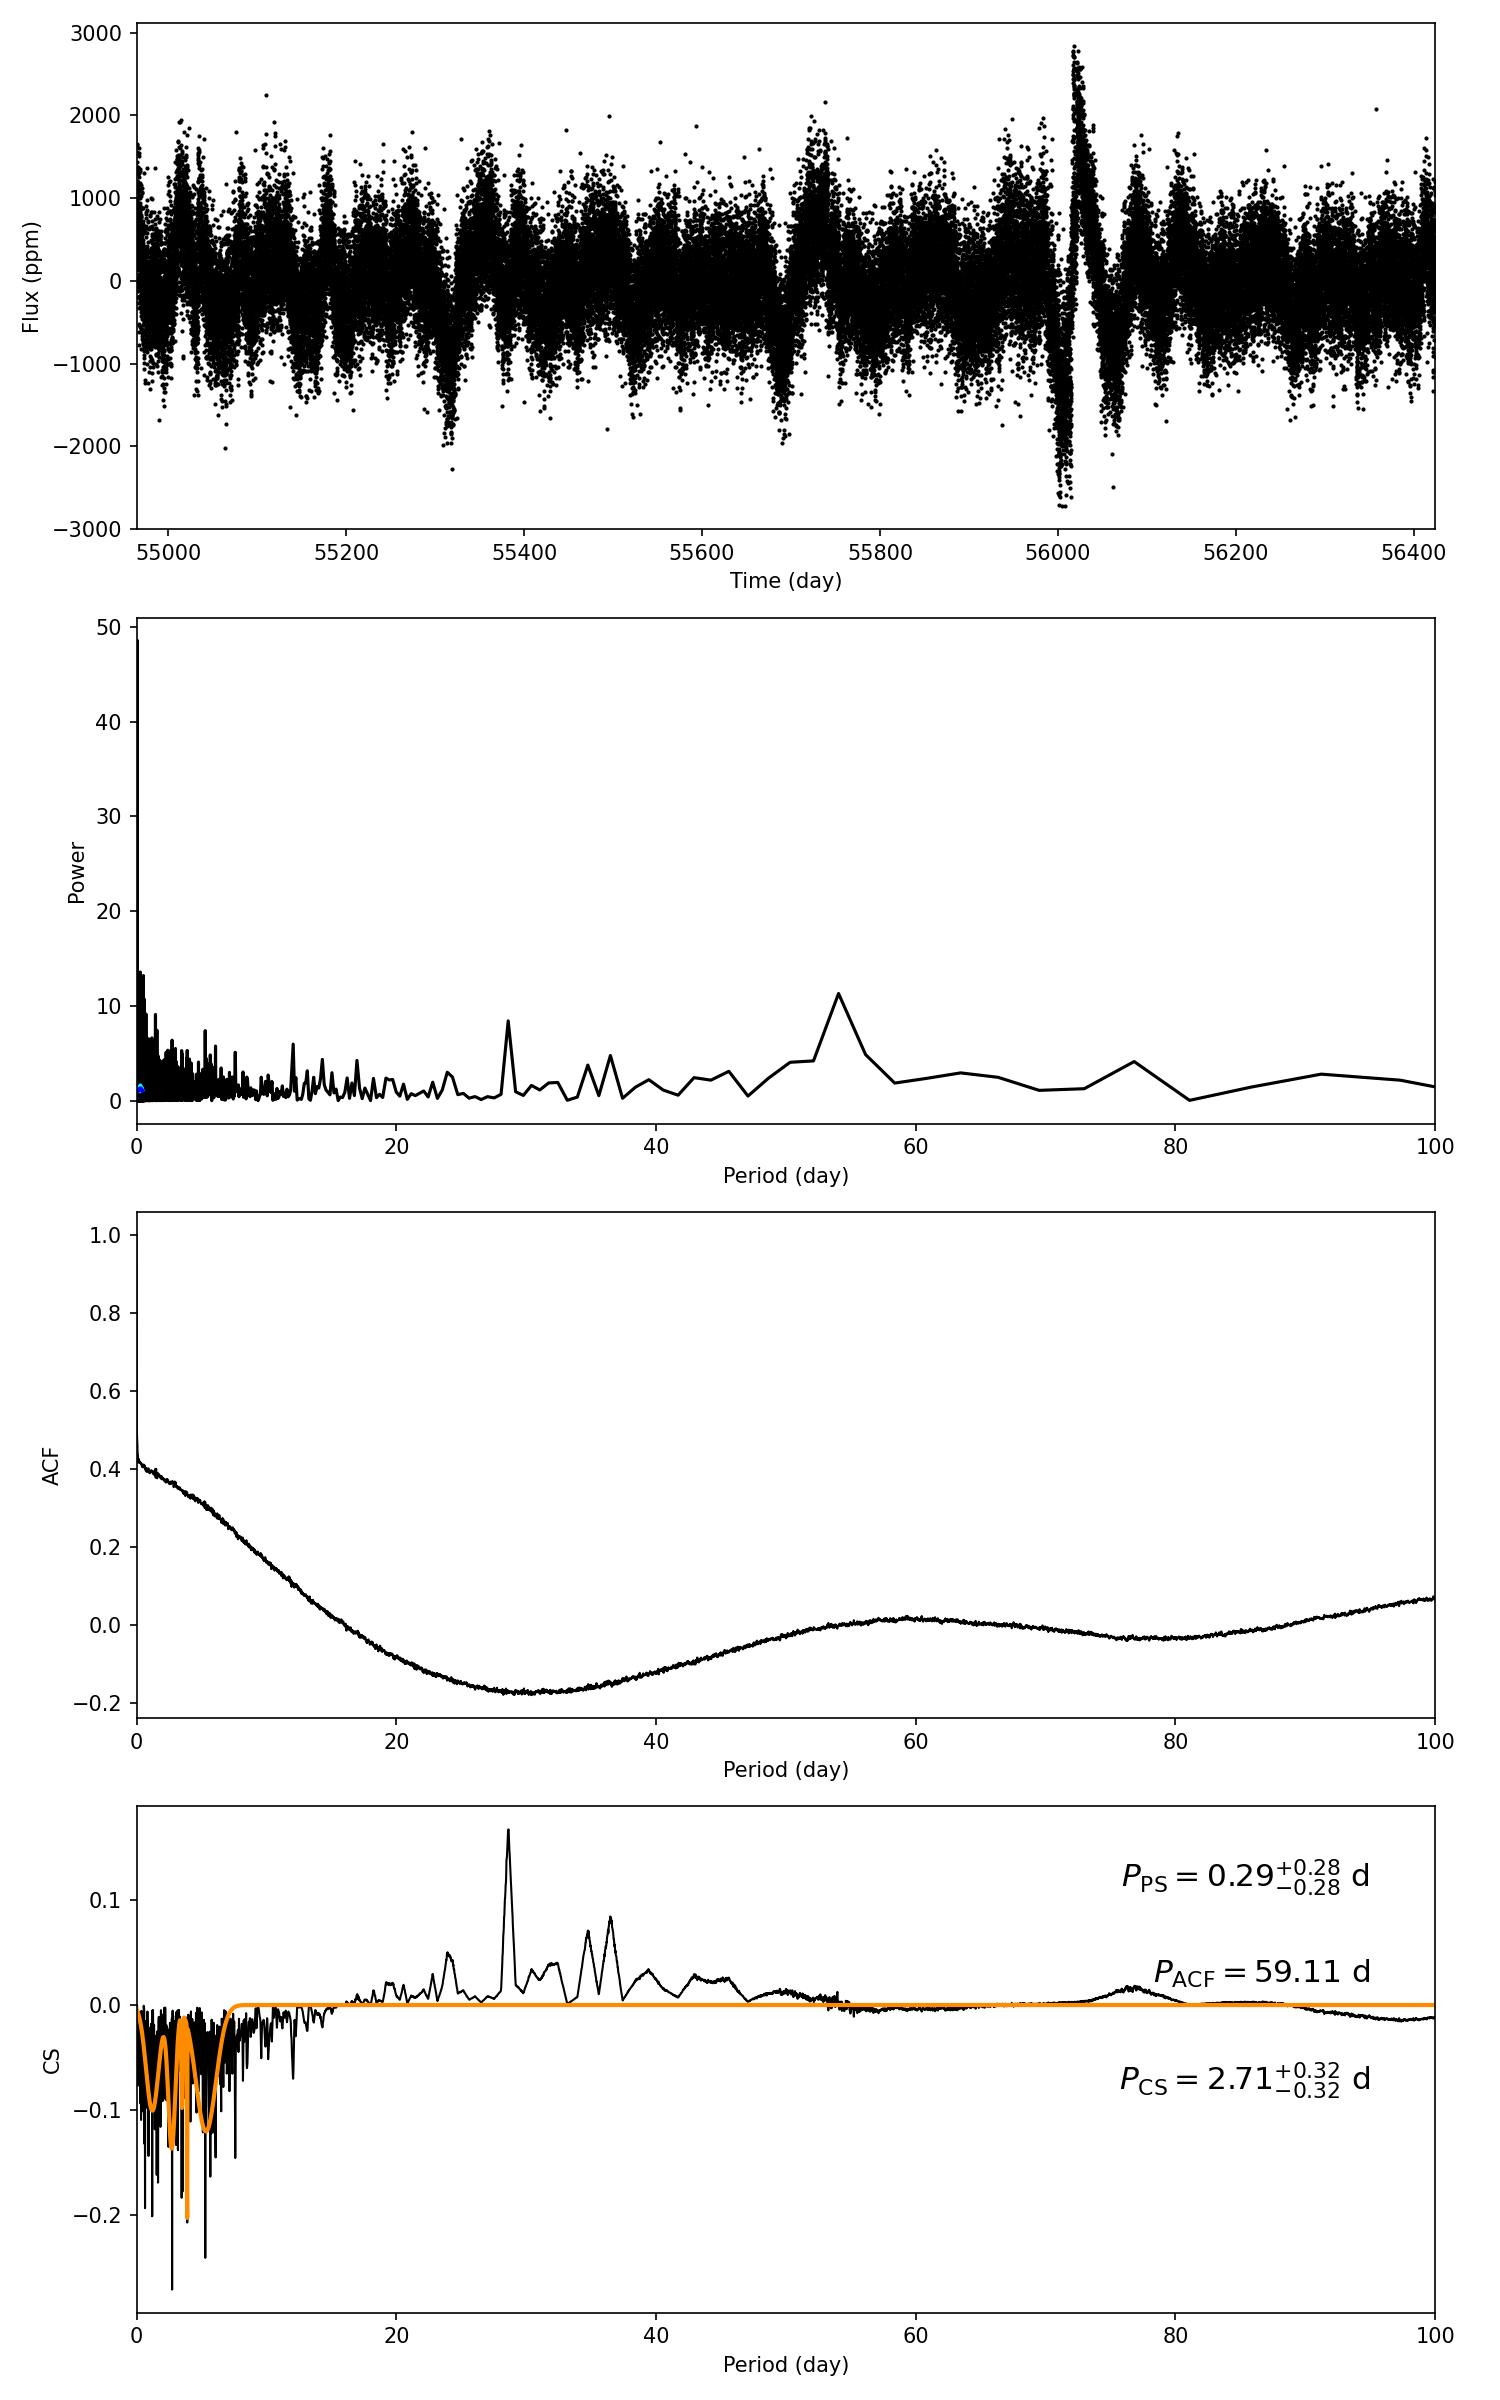 3000
2000
1000
0
−1000
−2000
−3000
Flux (ppm)
55000 55200 55400 55600 55800 56000 56200 56400
Time (day)
50
40
30
20
10
0
Power
0 20 40 60 80 100
Period (day)
1.0
0.8
0.6
0.4
0.2
0.0
−0.2
ACF
0 20 40 60 80 100
Period (day)
0.1
0.0
−0.1
−0.2
CS
P_PS = 0.29^{+0.28}_{−0.28} d
P_ACF = 59.11 d
P_CS = 2.71^{+0.32}_{−0.32} d
0 20 40 60 80 100
Period (day)